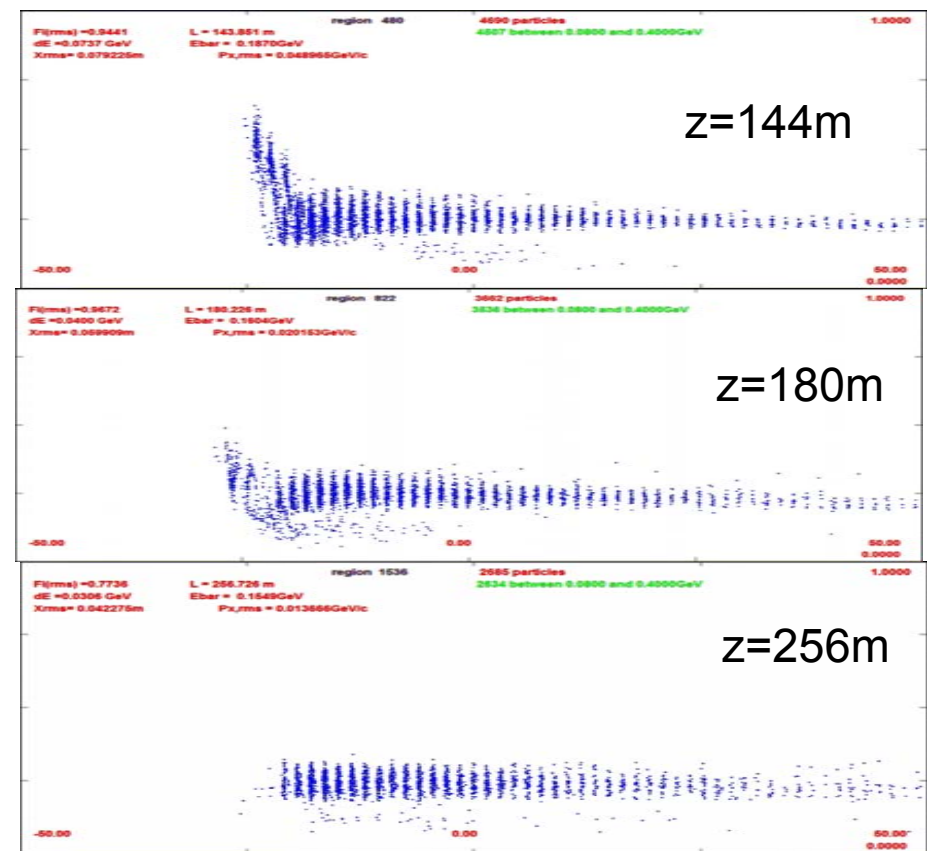 region 480 4690 particles 1.0000
Fi(rms) =0.9441 L = 143.851 m 4507 between 0.0800 and 0.4000GeV
dE =0.0737 GeV Ebar = 0.1870GeV
Xrms= 0.079225m Px,rms = 0.048965GeV/c
z=144m
-50.00 0.00 50.00
0.0000
region 822 3662 particles 1.0000
Fi(rms) =0.9672 L = 180.226 m 3536 between 0.0800 and 0.4000GeV
dE =0.0400 GeV Ebar = 0.1604GeV
Xrms= 0.059909m Px,rms = 0.020153GeV/c
z=180m
-50.00 0.00 50.00
0.0000
region 1536 2585 particles 1.0000
Fi(rms) =0.7736 L = 256.726 m 2534 between 0.0800 and 0.4000GeV
dE =0.0306 GeV Ebar = 0.1549GeV
Xrms= 0.042275m Px,rms = 0.013666GeV/c
z=256m
-50.00 0.00 50.00
0.0000